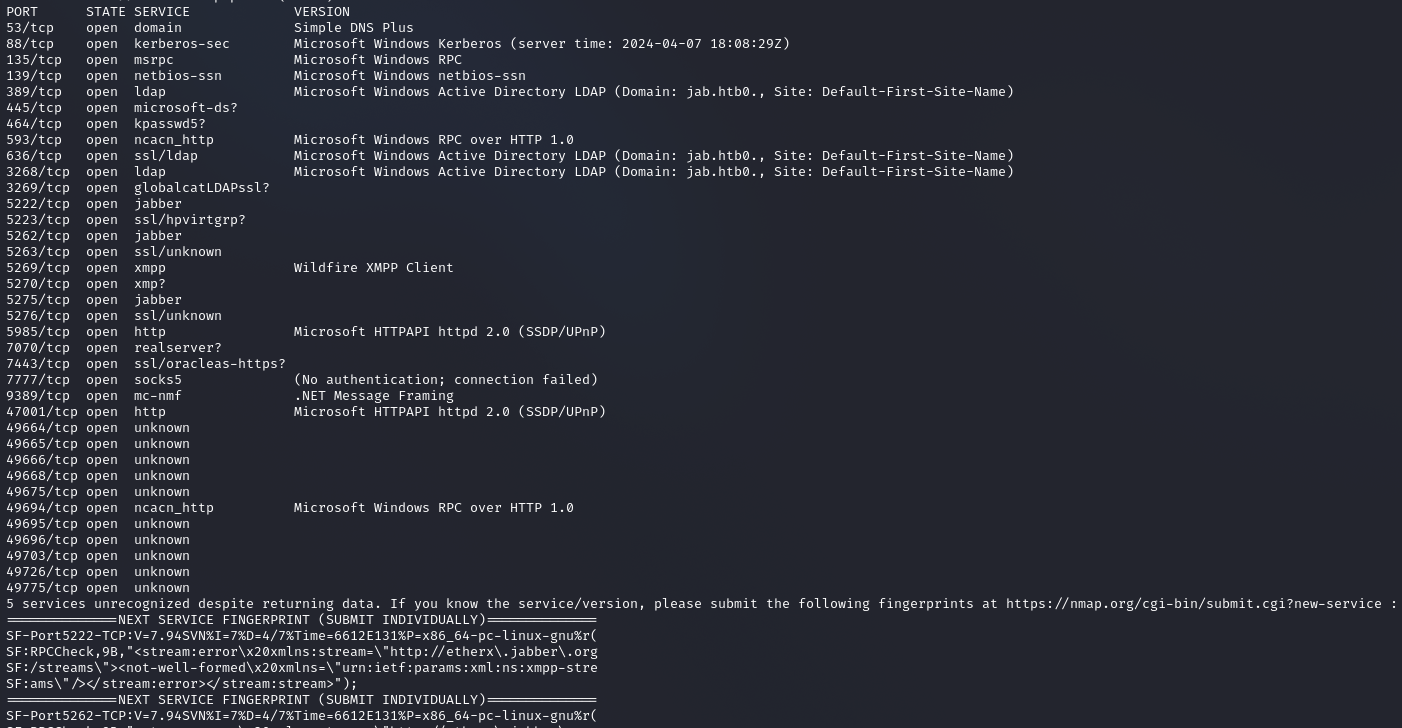 PORT      STATE SERVICE             VERSION
53/tcp    open  domain              Simple DNS Plus
88/tcp    open  kerberos-sec        Microsoft Windows Kerberos (server time: 2024-04-07 18:08:29Z)
135/tcp   open  msrpc               Microsoft Windows RPC
139/tcp   open  netbios-ssn         Microsoft Windows netbios-ssn
389/tcp   open  ldap                Microsoft Windows Active Directory LDAP (Domain: jab.htb0., Site: Default-First-Site-Name)
445/tcp   open  microsoft-ds?
464/tcp   open  kpasswd5?
593/tcp   open  ncacn_http          Microsoft Windows RPC over HTTP 1.0
636/tcp   open  ssl/ldap            Microsoft Windows Active Directory LDAP (Domain: jab.htb0., Site: Default-First-Site-Name)
3268/tcp  open  ldap                Microsoft Windows Active Directory LDAP (Domain: jab.htb0., Site: Default-First-Site-Name)
3269/tcp  open  globalcatLDAPssl?
5222/tcp  open  jabber
5223/tcp  open  ssl/hpvirtgrp?
5262/tcp  open  jabber
5263/tcp  open  ssl/unknown
5269/tcp  open  xmpp                Wildfire XMPP Client
5270/tcp  open  xmp?
5275/tcp  open  jabber
5276/tcp  open  ssl/unknown
5985/tcp  open  http                Microsoft HTTPAPI httpd 2.0 (SSDP/UPnP)
7070/tcp  open  realserver?
7443/tcp  open  ssl/oracleas-https?
7777/tcp  open  socks5              (No authentication; connection failed)
9389/tcp  open  mc-nmf              .NET Message Framing
47001/tcp open  http                Microsoft HTTPAPI httpd 2.0 (SSDP/UPnP)
49664/tcp open  unknown
49665/tcp open  unknown
49666/tcp open  unknown
49668/tcp open  unknown
49675/tcp open  unknown
49694/tcp open  ncacn_http          Microsoft Windows RPC over HTTP 1.0
49695/tcp open  unknown
49696/tcp open  unknown
49703/tcp open  unknown
49726/tcp open  unknown
49775/tcp open  unknown
5 services unrecognized despite returning data. If you know the service/version, please submit the following fingerprints at https://nmap.org/cgi-bin/submit.cgi?new-service :
==============NEXT SERVICE FINGERPRINT (SUBMIT INDIVIDUALLY)==============
SF-Port5222-TCP:V=7.94SVN%I=7%D=4/7%Time=6612E131%P=x86_64-pc-linux-gnu%r(
SF:RPCCheck,9B,"<stream:error\x20xmlns:stream=\"http://etherx\.jabber\.org
SF:/streams\"><not-well-formed\x20xmlns=\"urn:ietf:params:xml:ns:xmpp-stre
SF:ams\"/></stream:error></stream:stream>");
==============NEXT SERVICE FINGERPRINT (SUBMIT INDIVIDUALLY)==============
SF-Port5262-TCP:V=7.94SVN%I=7%D=4/7%Time=6612E131%P=x86_64-pc-linux-gnu%r(